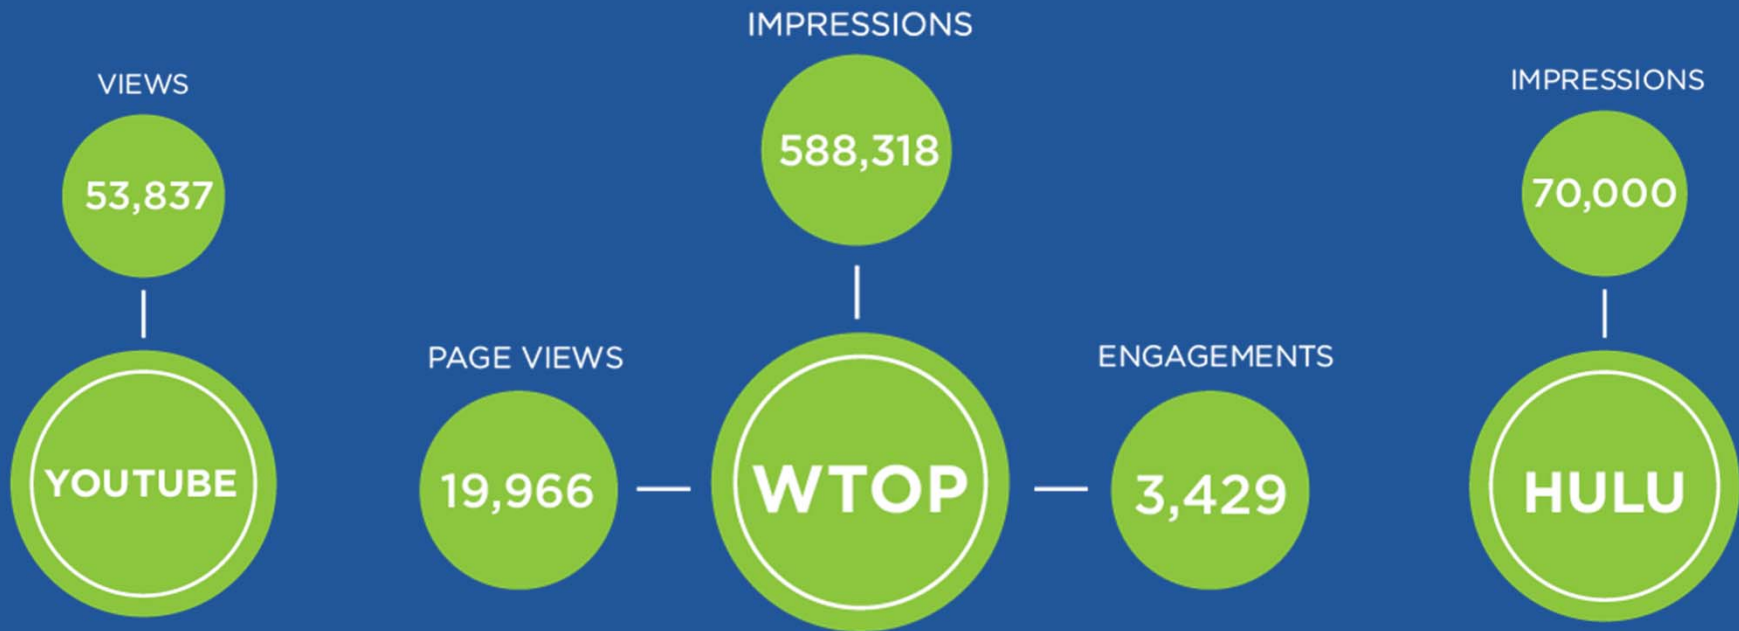 VIEWS
53,837
YOUTUBE
IMPRESSIONS
588,318
PAGE VIEWS
19,966
WTOP
ENGAGEMENTS
3,429
IMPRESSIONS
70,000
HULU